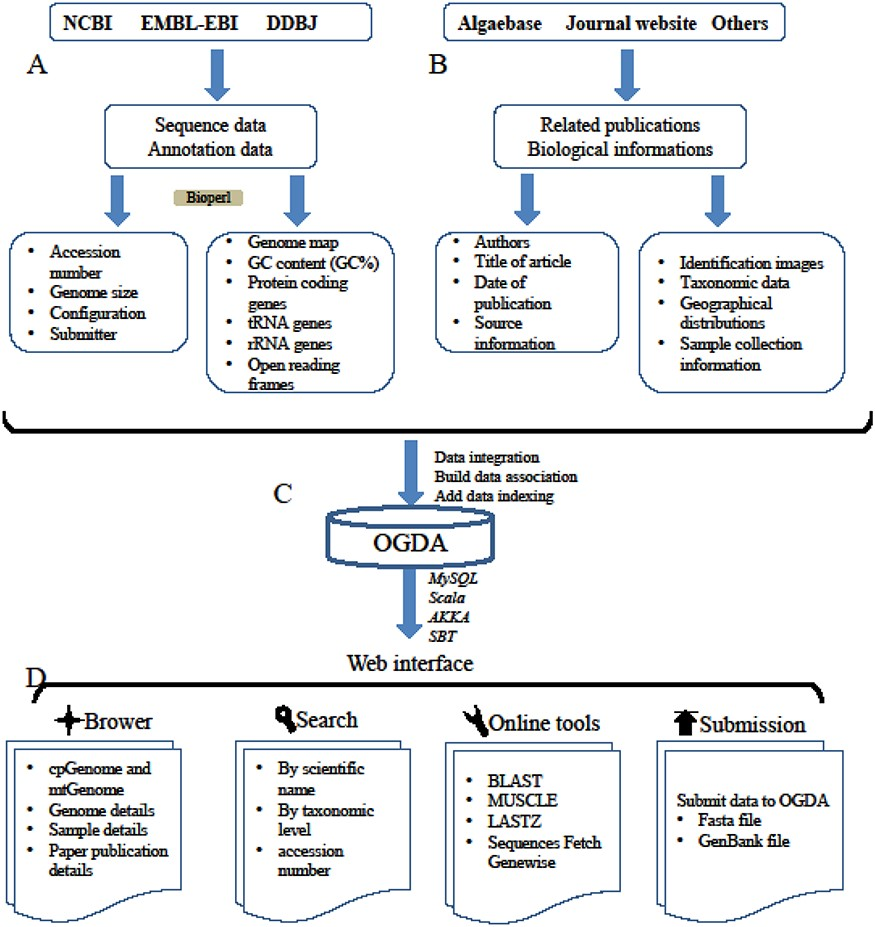 NCBI EMBL-EBI DDBJ
Algaebase Journal website Others
A
B
Sequence data
Annotation data
Related publications
Biological informations
Bioperl
• Accession
number
• Genome size
• Configuration
• Submitter
• Genome map
• GC content (GC%)
• Protein coding
genes
• tRNA genes
• rRNA genes
• Open reading
frames
• Authors
• Title of article
• Date of
publication
• Source
information
• Identification images
• Taxonomic data
• Geographical
distributions
• Sample collection
information
Data integration
Build data association
Add data indexing
C
OGDA
MySQL
Scala
AKKA
SBT
Web interface
D
Brower
• cpGenome and
mtGenome
• Genome details
• Sample details
• Paper publication
details
Search
• By scientific
name
• By taxonomic
level
• accession
number
Online tools
• BLAST
• MUSCLE
• LASTZ
• Sequences Fetch
Genewise
Submission
Submit data to OGDA
• Fasta file
• GenBank file